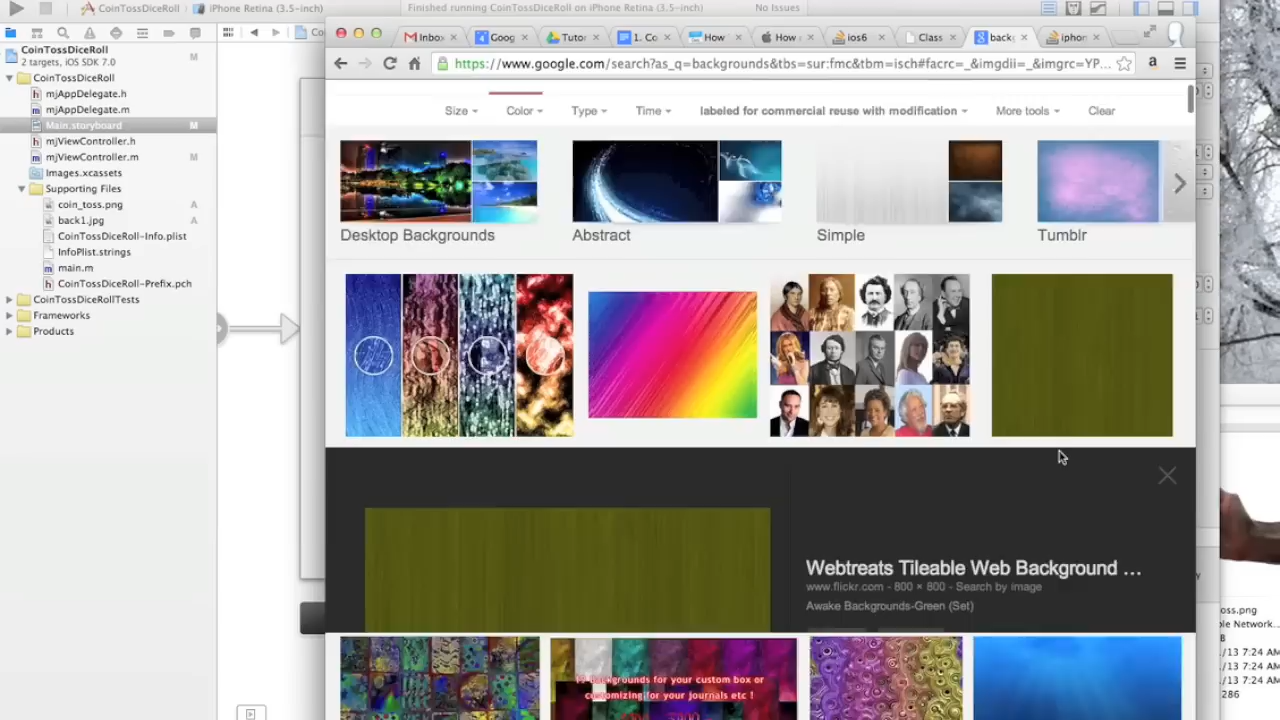 CoinTossDiceRoll
iPhone Retina (3.5-inch)
Finished running CoinTossDiceRoll on iPhone Retina (3.5-inch)
No Issues
CoinTossDiceRoll
M
2 targets, iOS SDK 7.0
CoinTossDiceRoll
mjAppDelegate.h
mjAppDelegate.m
Main.storyboard
M
mjViewController.h
mjViewController.m
M
Images.xcassets
Supporting Files
coin_toss.png
A
back1.jpg
A
CoinTossDiceRoll-Info.plist
InfoPlist.strings
main.m
CoinTossDiceRoll-Prefix.pch
CoinTossDiceRollTests
Frameworks
Products
Inbox
Goog
Tutor
1. Co
How
How a
ios6
Class
back
iphon
https://www.google.com/search?as_q=backgrounds&tbs=sur:fmc&tbm=isch#facrc=_&imgdii=_&imgrc=YP...
Size
Color
Type
Time
labeled for commercial reuse with modification
More tools
Clear
Desktop Backgrounds
Abstract
Simple
Tumblr
Webtreats Tileable Web Background ...
www.flickr.com - 800 × 800 - Search by image
Awake Backgrounds-Green (Set)
backgrounds for your custom box or
customizing for your journals etc !
oss.png
ple Network...
/13 7:24 A
/13 7:24 A
/13 7:24 A
286